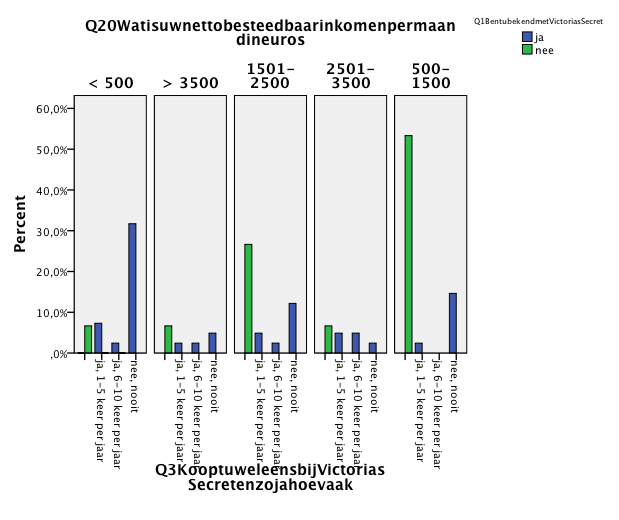 Q20Watisuwnettobesteedbaarinkomenpermaan
dineuros
Q1BentubekendmetVictoriasSecret
ja
nee
< 500
> 3500
1501-
2500
2501-
3500
500-
1500
60,0%
50,0%
40,0%
30,0%
20,0%
10,0%
,0%
Percent
ja, 1-5 keer per jaar
ja, 6-10 keer per jaar
nee, nooit
ja, 1-5 keer per jaar
ja, 6-10 keer per jaar
nee, nooit
ja, 1-5 keer per jaar
ja, 6-10 keer per jaar
nee, nooit
ja, 1-5 keer per jaar
ja, 6-10 keer per jaar
nee, nooit
ja, 1-5 keer per jaar
ja, 6-10 keer per jaar
nee, nooit
Q3KooptuweleensbijVictorias
Secretenzojahoevaak